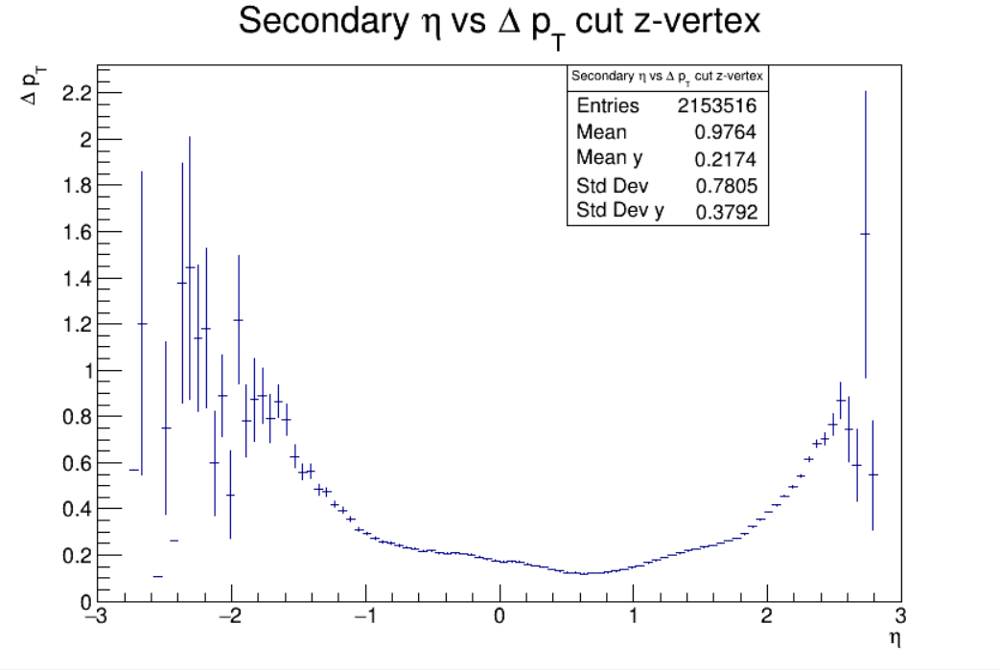 Secondary η vs Δ p_T cut z-vertex
Δ p_T
Secondary η vs Δ p_T cut z-vertex
Entries 2153516
Mean 0.9764
Mean y 0.2174
Std Dev 0.7805
Std Dev y 0.3792
2.2
2
1.8
1.6
1.4
1.2
1
0.8
0.6
0.4
0.2
0
−3 −2 −1 0 1 2 3
η